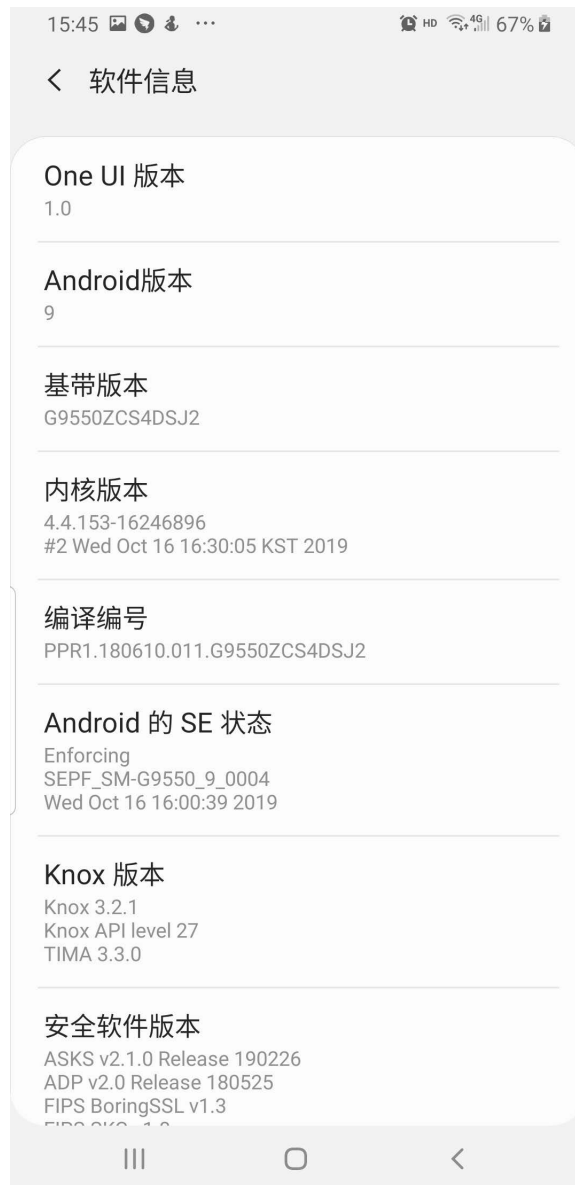 15:45 HD 4G 67%
软件信息
One UI 版本
1.0
Android版本
9
基带版本
G9550ZCS4DSJ2
内核版本
4.4.153-16246896
#2 Wed Oct 16 16:30:05 KST 2019
编译编号
PPR1.180610.011.G9550ZCS4DSJ2
Android 的 SE 状态
Enforcing
SEPF_SM-G9550_9_0004
Wed Oct 16 16:00:39 2019
Knox 版本
Knox 3.2.1
Knox API level 27
TIMA 3.3.0
安全软件版本
ASKS v2.1.0 Release 190226
ADP v2.0 Release 180525
FIPS BoringSSL v1.3